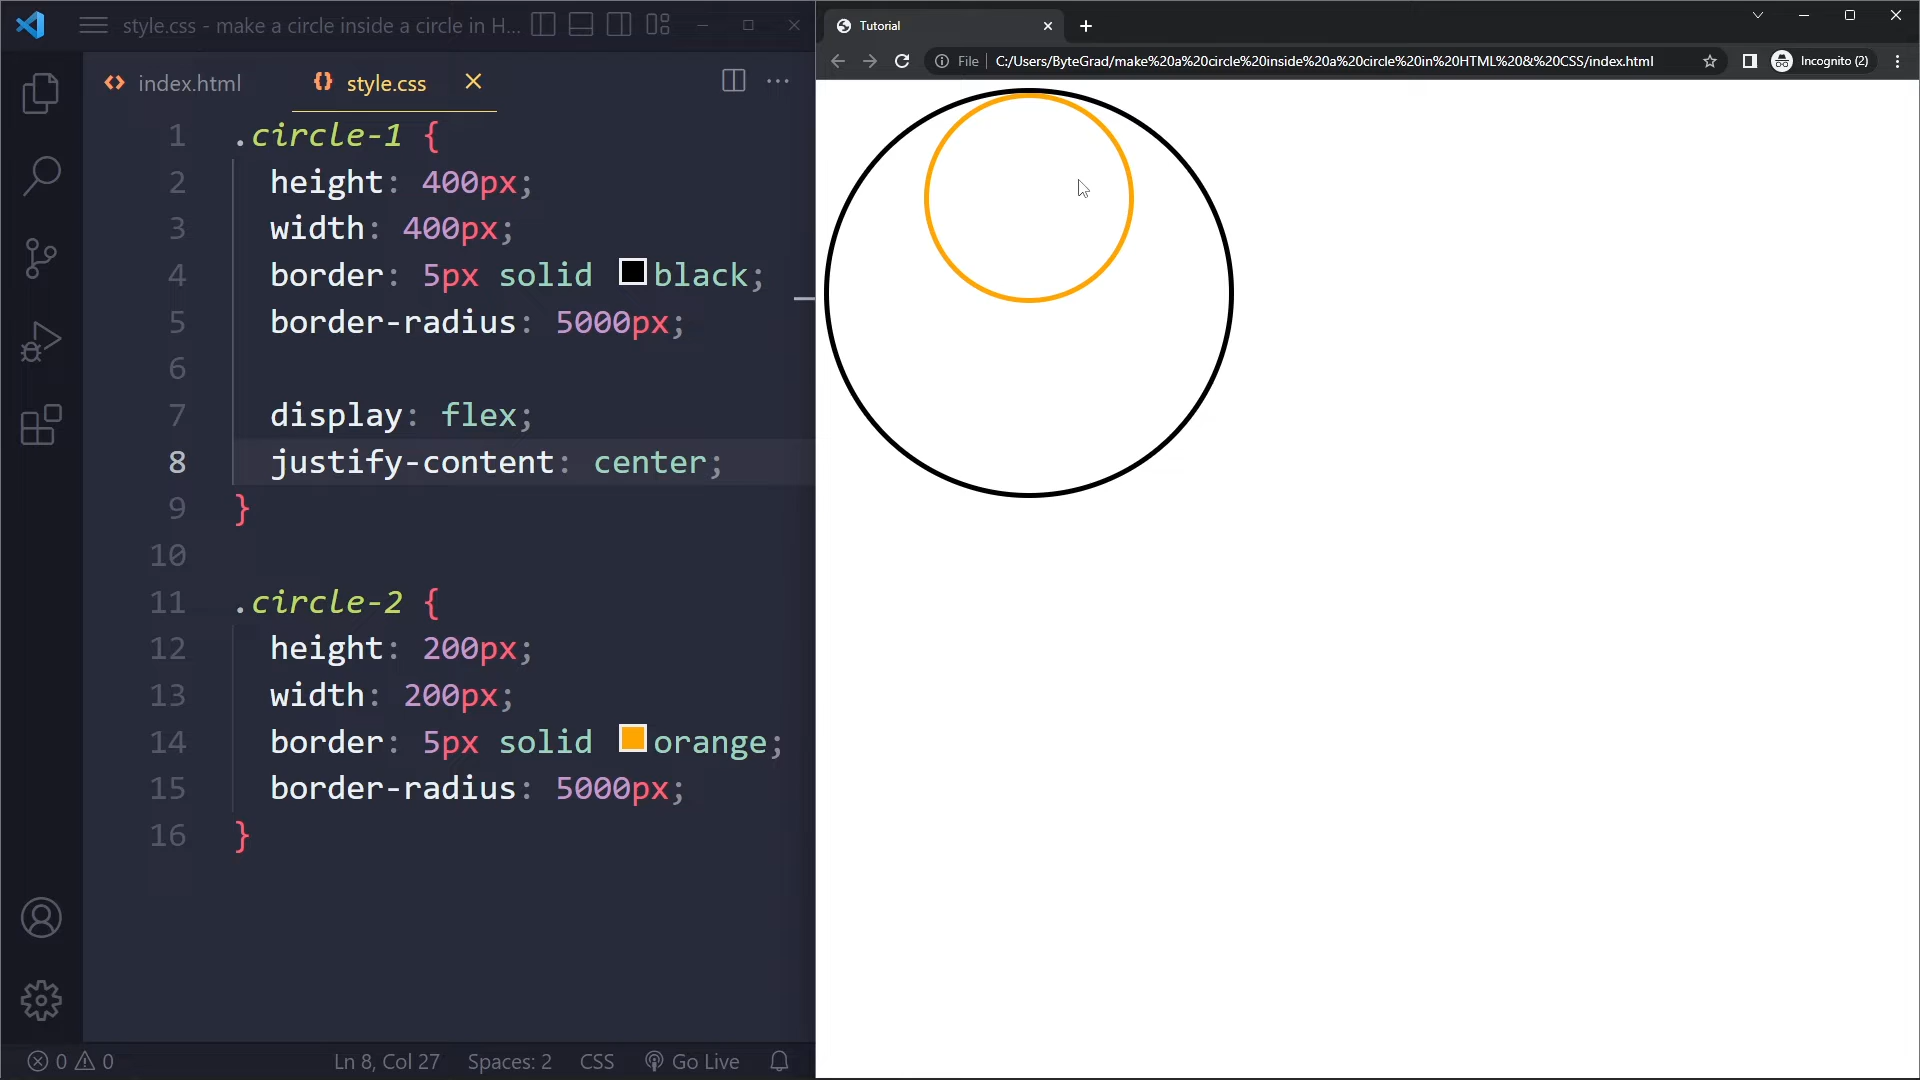 style.css - make a circle inside a circle in H...
index.html
style.css
1 .circle-1 {
2 height: 400px;
3 width: 400px;
4 border: 5px solid black;
5 border-radius: 5000px;
6
7 display: flex;
8 justify-content: center;
9 }
10
11 .circle-2 {
12 height: 200px;
13 width: 200px;
14 border: 5px solid orange;
15 border-radius: 5000px;
16 }
0 0
Ln 8, Col 27
Spaces: 2
CSS
Go Live
Tutorial
File
C:/Users/ByteGrad/make%20a%20circle%20inside%20a%20circle%20in%20HTML%20&%20CSS/index.html
Incognito (2)